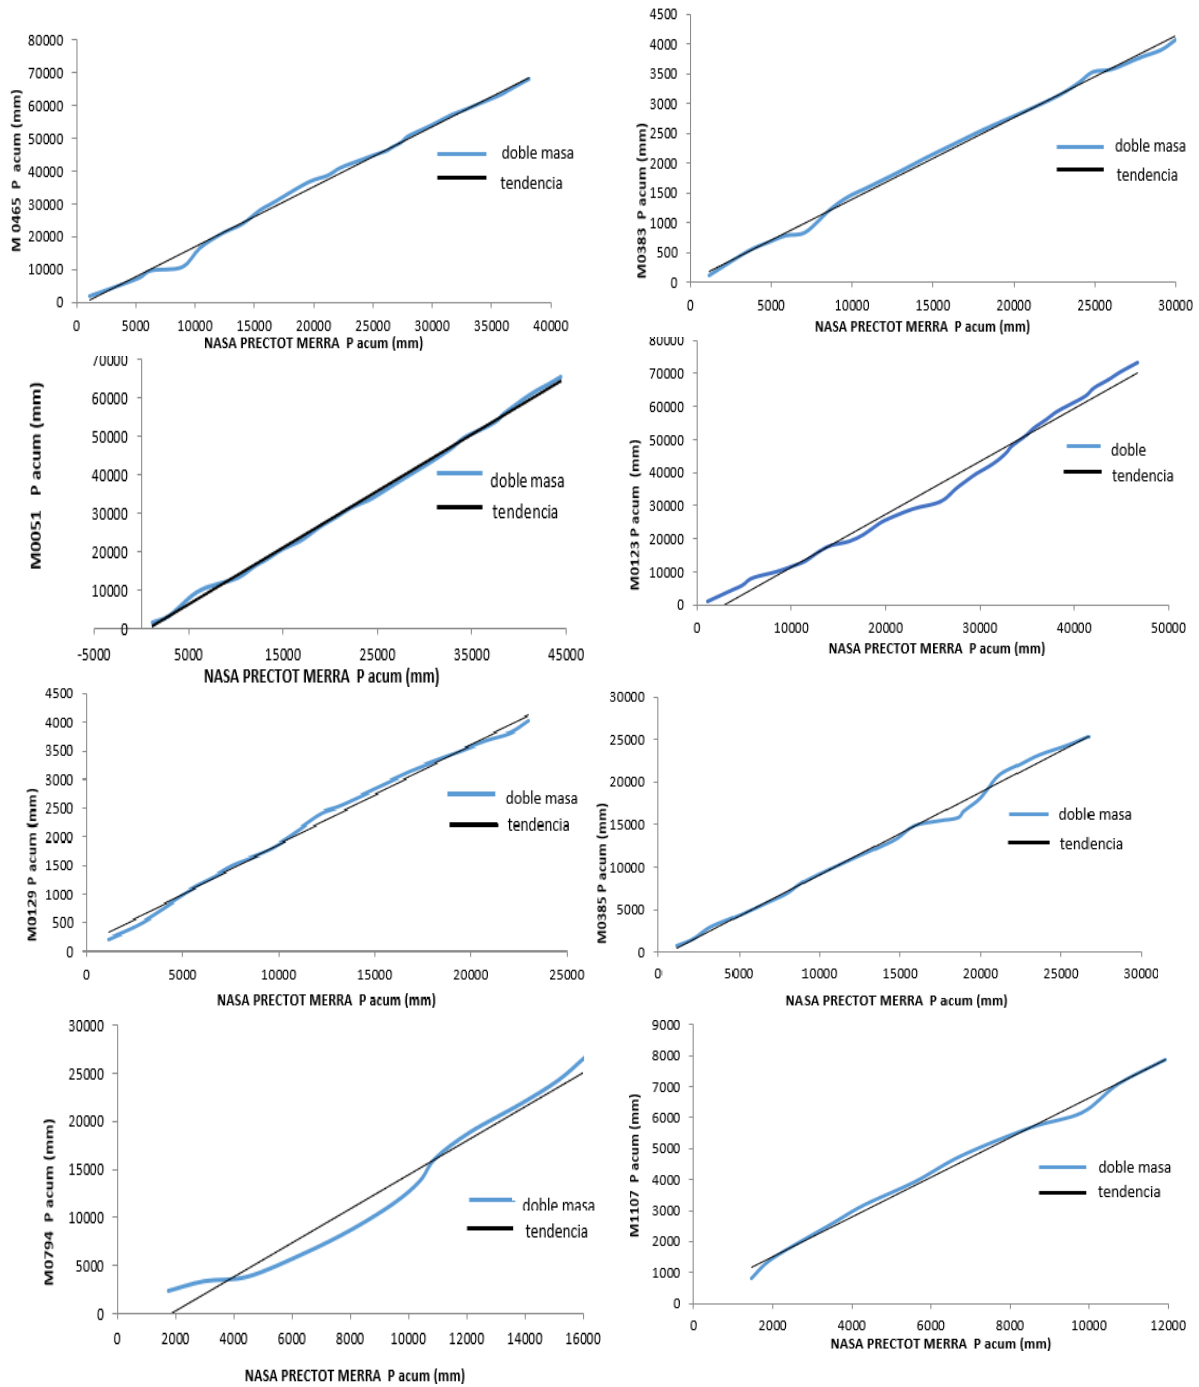 80000
70000
60000
50000
40000
30000
20000
10000
0
M 0465 P acum (mm)
0 5000 10000 15000 20000 25000 30000 35000 40000
NASA PRECTOT MERRA P acum (mm)
doble masa
tendencia
4500
4000
3500
3000
2500
2000
1500
1000
500
0
M0383 P acum (mm)
0 5000 10000 15000 20000 25000 30000
NASA PRECTOT MERRA P acum (mm)
doble masa
tendencia
70000
60000
50000
40000
30000
20000
10000
0
M0051 P acum (mm)
-5000 5000 15000 25000 35000 45000
NASA PRECTOT MERRA P acum (mm)
doble masa
tendencia
80000
70000
60000
50000
40000
30000
20000
10000
0
M0123 P acum (mm)
0 10000 20000 30000 40000 50000
NASA PRECTOT MERRA P acum (mm)
doble
tendencia
4500
4000
3500
3000
2500
2000
1500
1000
500
0
M0129 P acum (mm)
0 5000 10000 15000 20000 25000
NASA PRECTOT MERRA P acum (mm)
doble masa
tendencia
30000
25000
20000
15000
10000
5000
0
M0385 P acum (mm)
0 5000 10000 15000 20000 25000 30000
NASA PRECTOT MERRA P acum (mm)
doble masa
tendencia
30000
25000
20000
15000
10000
5000
0
M0794 P acum (mm)
0 2000 4000 6000 8000 10000 12000 14000 16000
NASA PRECTOT MERRA P acum (mm)
doble masa
tendencia
9000
8000
7000
6000
5000
4000
3000
2000
1000
0
M1107 P acum (mm)
0 2000 4000 6000 8000 10000 12000
NASA PRECTOT MERRA P acum (mm)
doble masa
tendencia